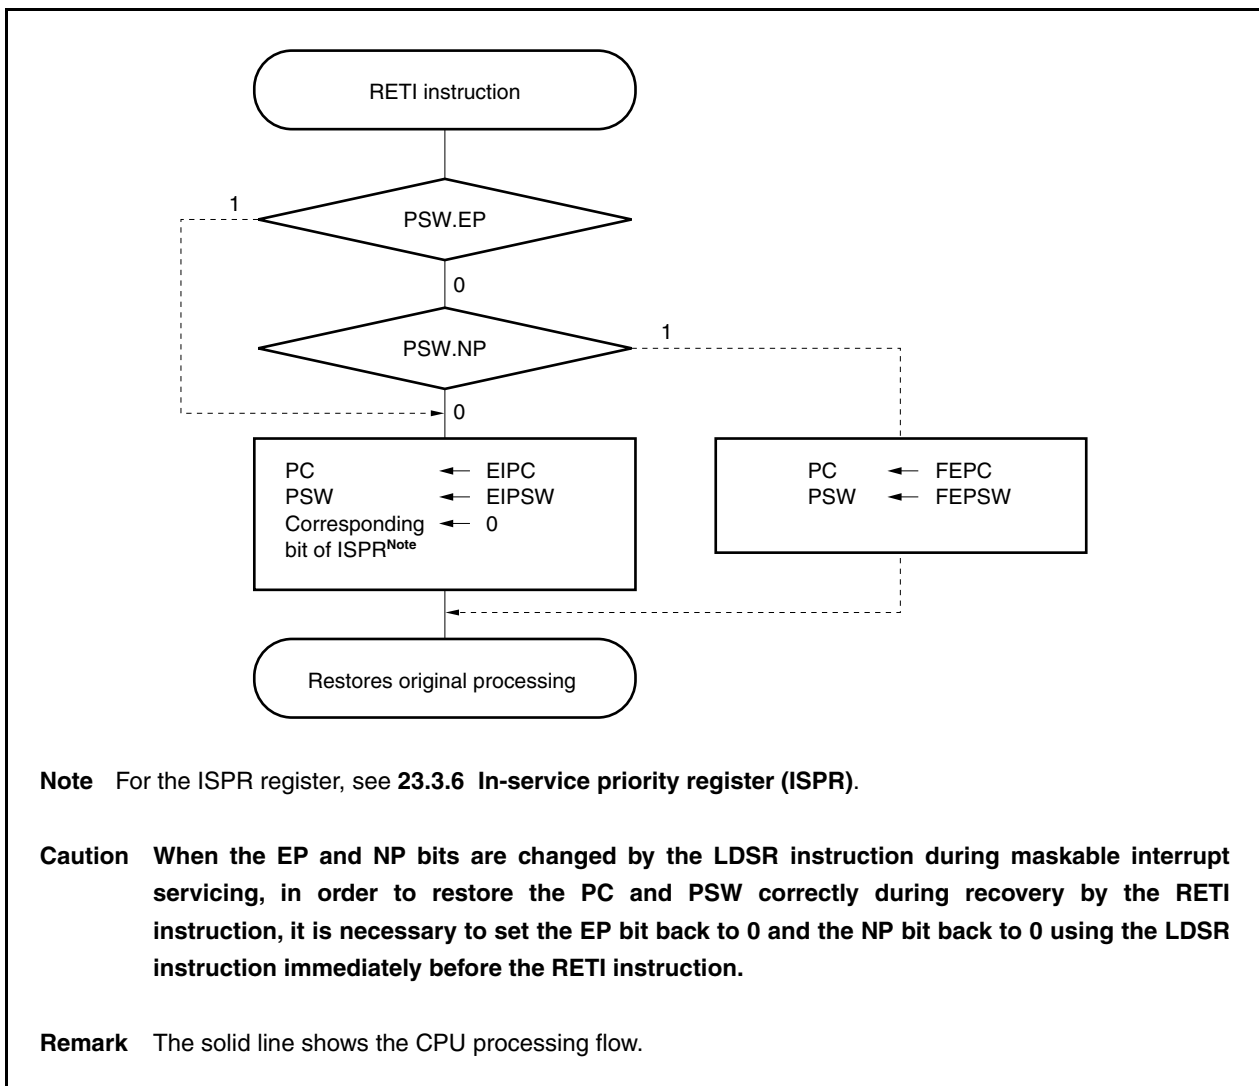 RETI instruction
1
PSW.EP
0
1
PSW.NP
0
PC ← EIPC
PSW ← EIPSW
Corresponding ← 0
bit of ISPRNote
PC ← FEPC
PSW ← FEPSW
Restores original processing
Note For the ISPR register, see 23.3.6 In-service priority register (ISPR).
Caution When the EP and NP bits are changed by the LDSR instruction during maskable interrupt
servicing, in order to restore the PC and PSW correctly during recovery by the RETI
instruction, it is necessary to set the EP bit back to 0 and the NP bit back to 0 using the LDSR
instruction immediately before the RETI instruction.
Remark The solid line shows the CPU processing flow.